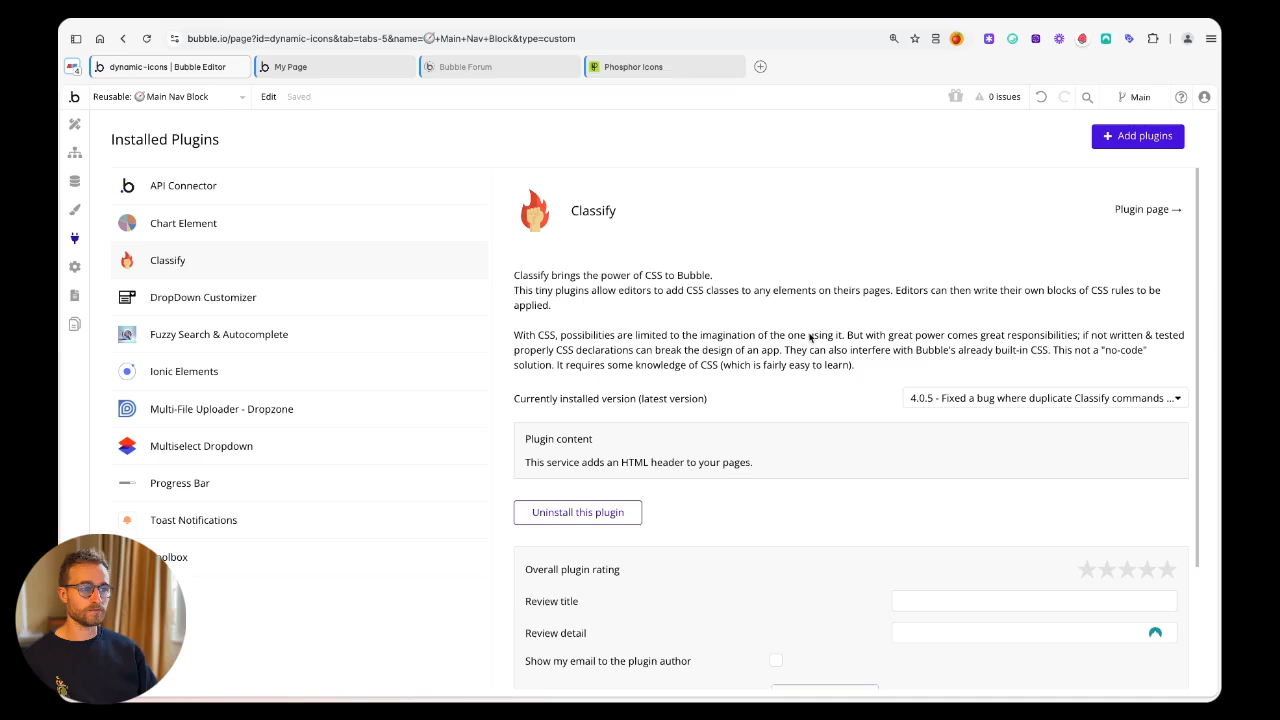 bubble.io/page?id=dynamic-icons&tab=tabs-5&name=🧭+Main+Nav+Block&type=custom
4
dynamic-icons | Bubble Editor
My Page
Bubble Forum
Phosphor Icons
Reusable: 🧭 Main Nav Block
Edit
Saved
0 issues
Main
Installed Plugins
+ Add plugins
API Connector
Chart Element
Classify
DropDown Customizer
Fuzzy Search & Autocomplete
Ionic Elements
Multi-File Uploader - Dropzone
Multiselect Dropdown
Progress Bar
Toast Notifications
Classify
Plugin page →
Classify brings the power of CSS to Bubble.
This tiny plugins allow editors to add CSS classes to any elements on theirs pages. Editors can then write their own blocks of CSS rules to be
applied.
With CSS, possibilities are limited to the imagination of the one using it. But with great power comes great responsibilities; if not written & tested
properly CSS declarations can break the design of an app. They can also interfere with Bubble's already built-in CSS. This not a "no-code"
solution. It requires some knowledge of CSS (which is fairly easy to learn).
Currently installed version (latest version)
4.0.5 - Fixed a bug where duplicate Classify commands ...
Plugin content
This service adds an HTML header to your pages.
Uninstall this plugin
Overall plugin rating
Review title
Review detail
Show my email to the plugin author